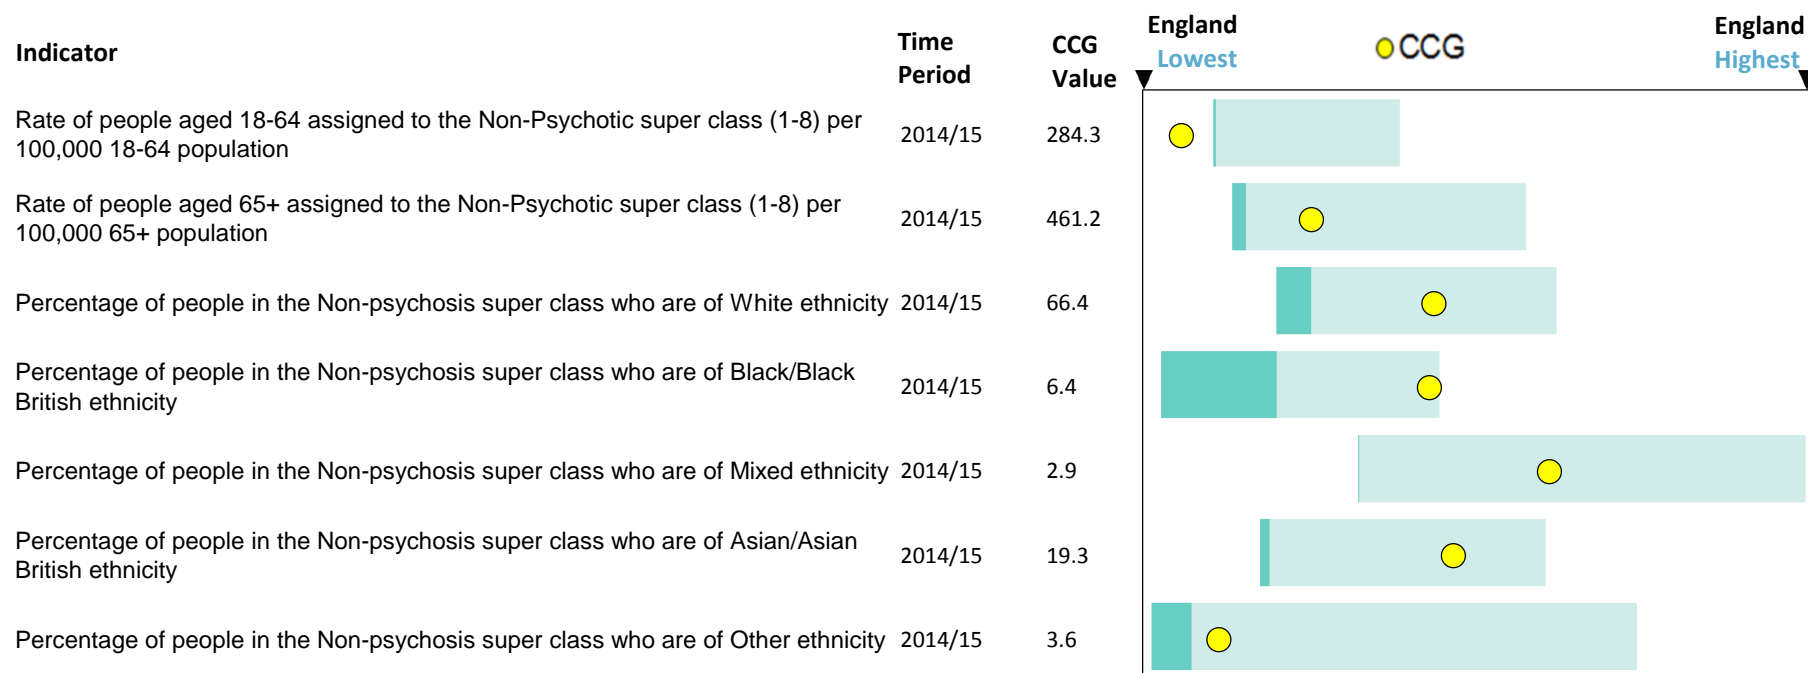 Indicator
Time Period
CCG Value
England Lowest
CCG
England Highest
Rate of people aged 18-64 assigned to the Non-Psychotic super class (1-8) per
100,000 18-64 population
2014/15
284.3
Rate of people aged 65+ assigned to the Non-Psychotic super class (1-8) per
100,000 65+ population
2014/15
461.2
Percentage of people in the Non-psychosis super class who are of White ethnicity
2014/15
66.4
Percentage of people in the Non-psychosis super class who are of Black/Black
British ethnicity
2014/15
6.4
Percentage of people in the Non-psychosis super class who are of Mixed ethnicity
2014/15
2.9
Percentage of people in the Non-psychosis super class who are of Asian/Asian
British ethnicity
2014/15
19.3
Percentage of people in the Non-psychosis super class who are of Other ethnicity
2014/15
3.6